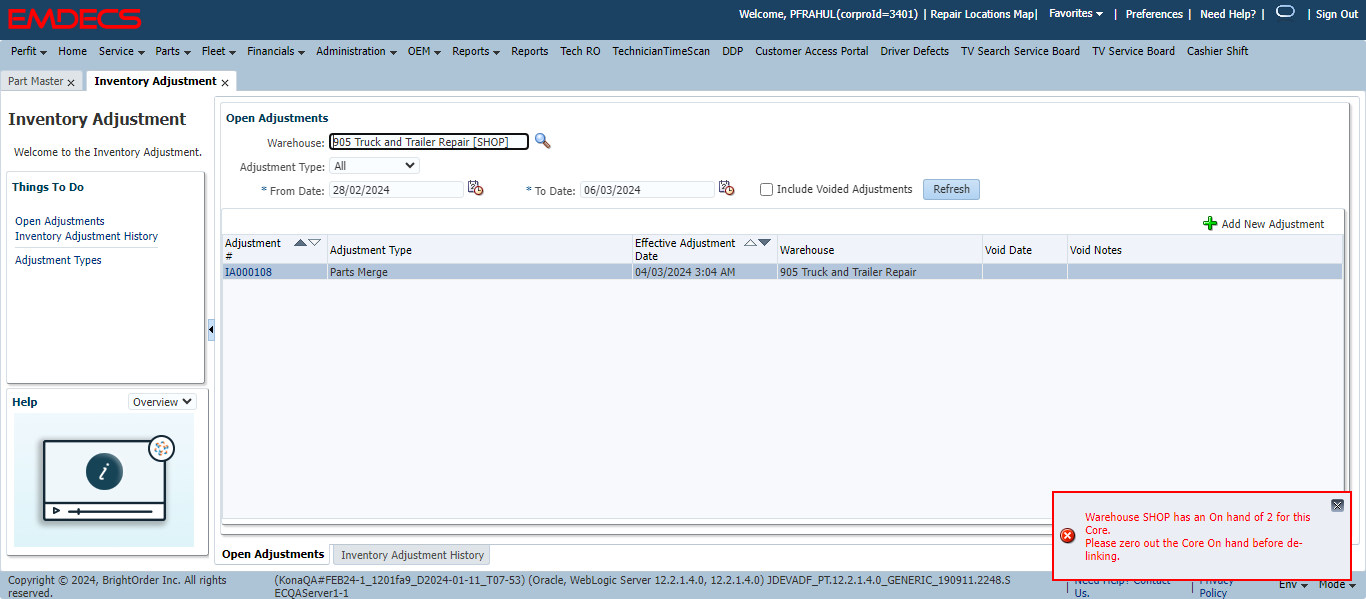 EMDECS
Welcome, PFRAHUL(corproId=3401) | Repair Locations Map| Favorites | Preferences | Need Help? | | Sign Out
Perfit Home Service Parts Fleet Financials Administration OEM Reports Reports Tech RO TechnicianTimeScan DDP Customer Access Portal Driver Defects TV Search Service Board TV Service Board Cashier Shift
Part Master Inventory Adjustment
Inventory Adjustment
Welcome to the Inventory Adjustment.
Things To Do
Open Adjustments
Inventory Adjustment History
Adjustment Types
Help Overview
i
Open Adjustments
Warehouse: 905 Truck and Trailer Repair [SHOP]
Adjustment Type: All
* From Date: 28/02/2024 * To Date: 06/03/2024 Include Voided Adjustments Refresh
Add New Adjustment
Adjustment # Adjustment Type Effective Adjustment Date Warehouse Void Date Void Notes
IA000108 Parts Merge 04/03/2024 3:04 AM 905 Truck and Trailer Repair
Open Adjustments Inventory Adjustment History
Warehouse SHOP has an On hand of 2 for this
Core.
Please zero out the Core On hand before de-
linking.
Copyright © 2024, BrightOrder Inc. All rights
reserved.
(KonaQA#FEB24-1_1201fa9_D2024-01-11_T07-53) (Oracle, WebLogic Server 12.2.1.4.0, 12.2.1.4.0) JDEVADF_PT.12.2.1.4.0_GENERIC_190911.2248.S
ECQAServer1-1
| Need Help? Contact
Us.
| Privacy
Policy
Env Mode